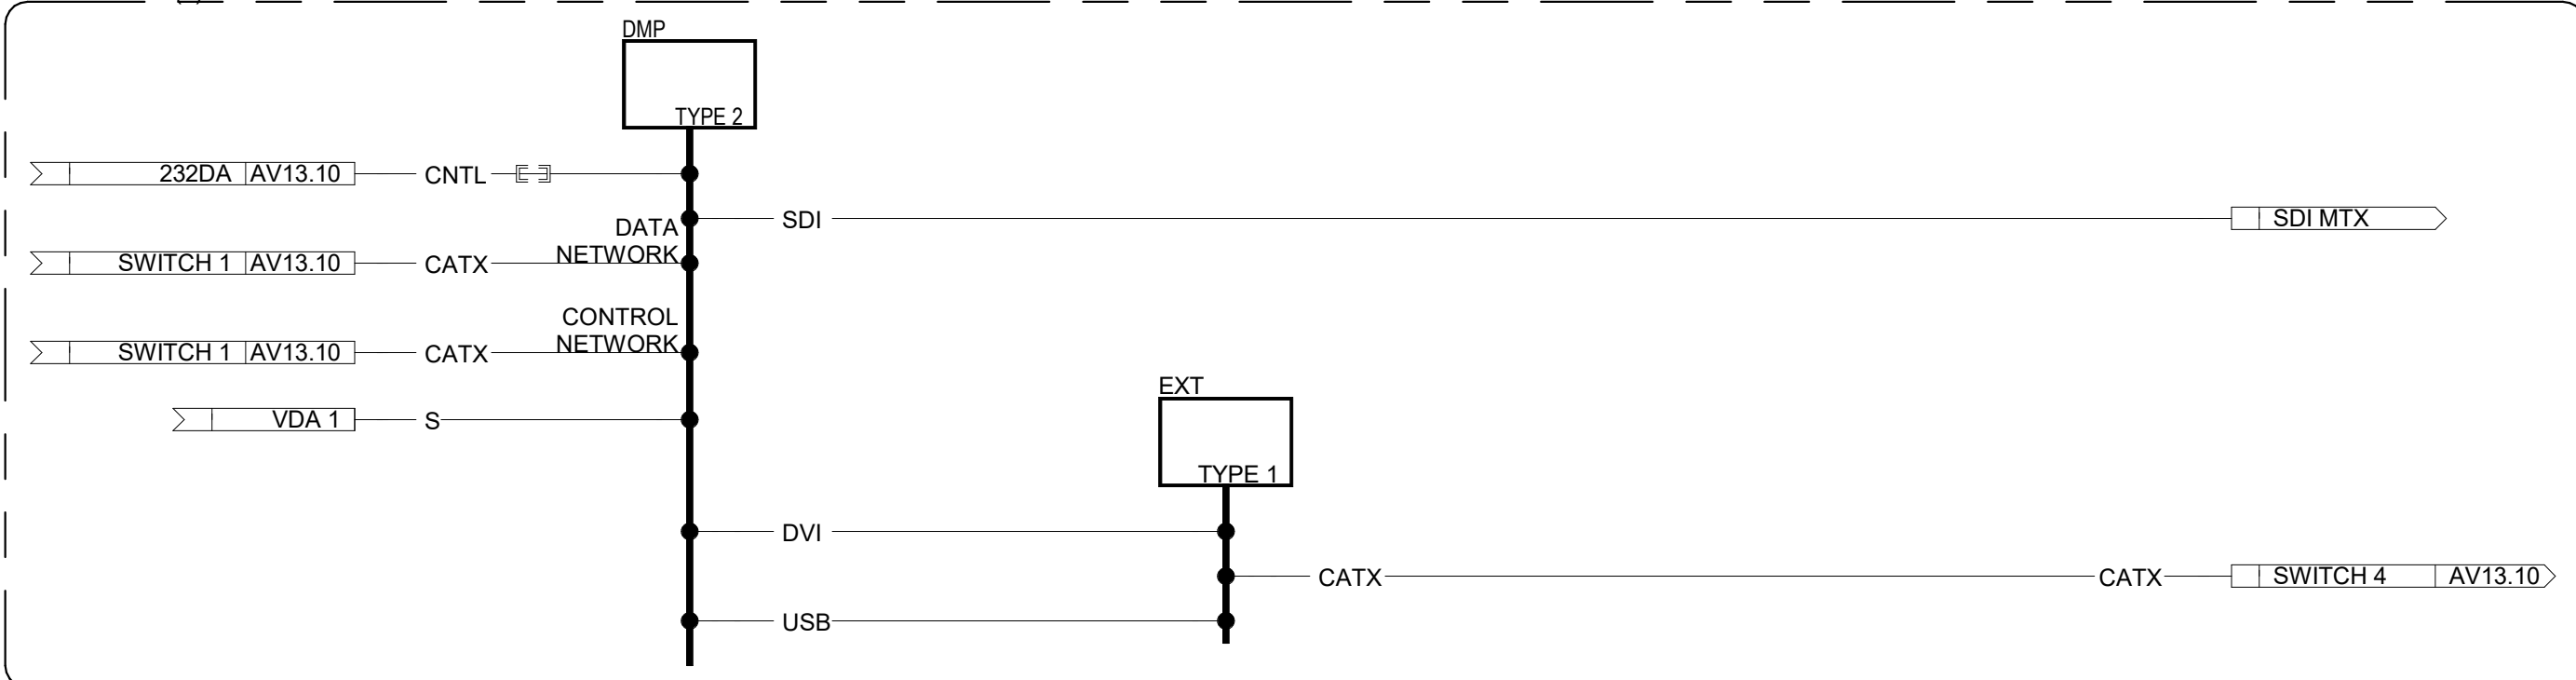 DMP
TYPE 2
232DA AV13.10 CNTL
SDI SDI MTX
DATA
NETWORK
SWITCH 1 AV13.10 CATX
CONTROL
NETWORK
SWITCH 1 AV13.10 CATX
EXT
VDA 1 S
TYPE 1
DVI
CATX CATX SWITCH 4 AV13.10
USB